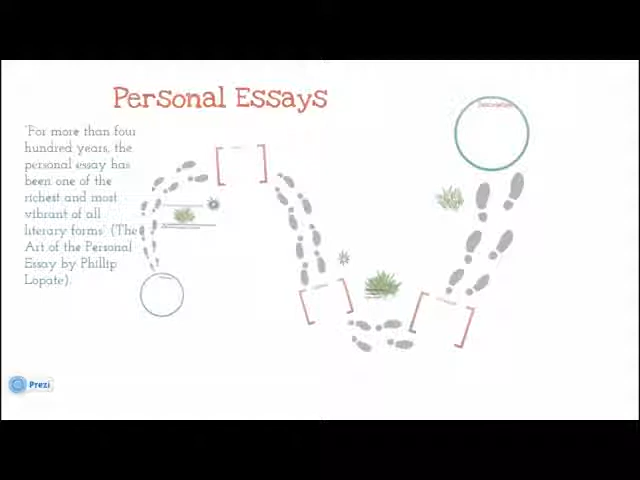 Personal Essays
"For more than four
hundred years, the
personal essay has
been one of the
richest and most
vibrant of all
literary forms" (The
Art of the Personal
Essay by Phillip
Lopate).
Prezi